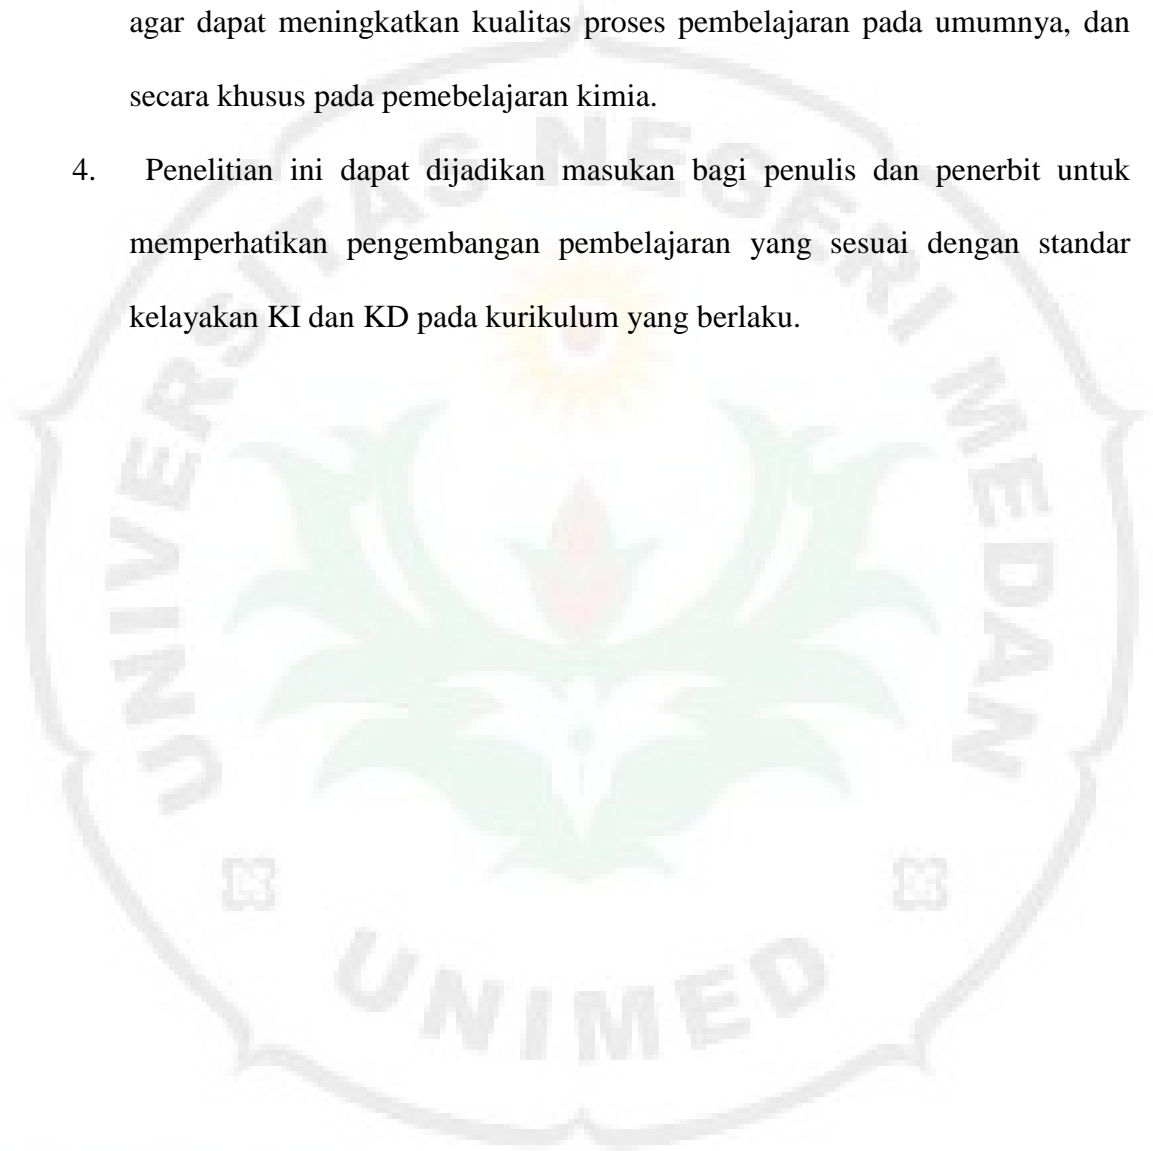 agar dapat meningkatkan kualitas proses pembelajaran pada umumnya, dan
secara khusus pada pemebelajaran kimia.
4. Penelitian ini dapat dijadikan masukan bagi penulis dan penerbit untuk
memperhatikan pengembangan pembelajaran yang sesuai dengan standar
kelayakan KI dan KD pada kurikulum yang berlaku.
UNIVERSITAS NEGERI MEDAN
UNIMED